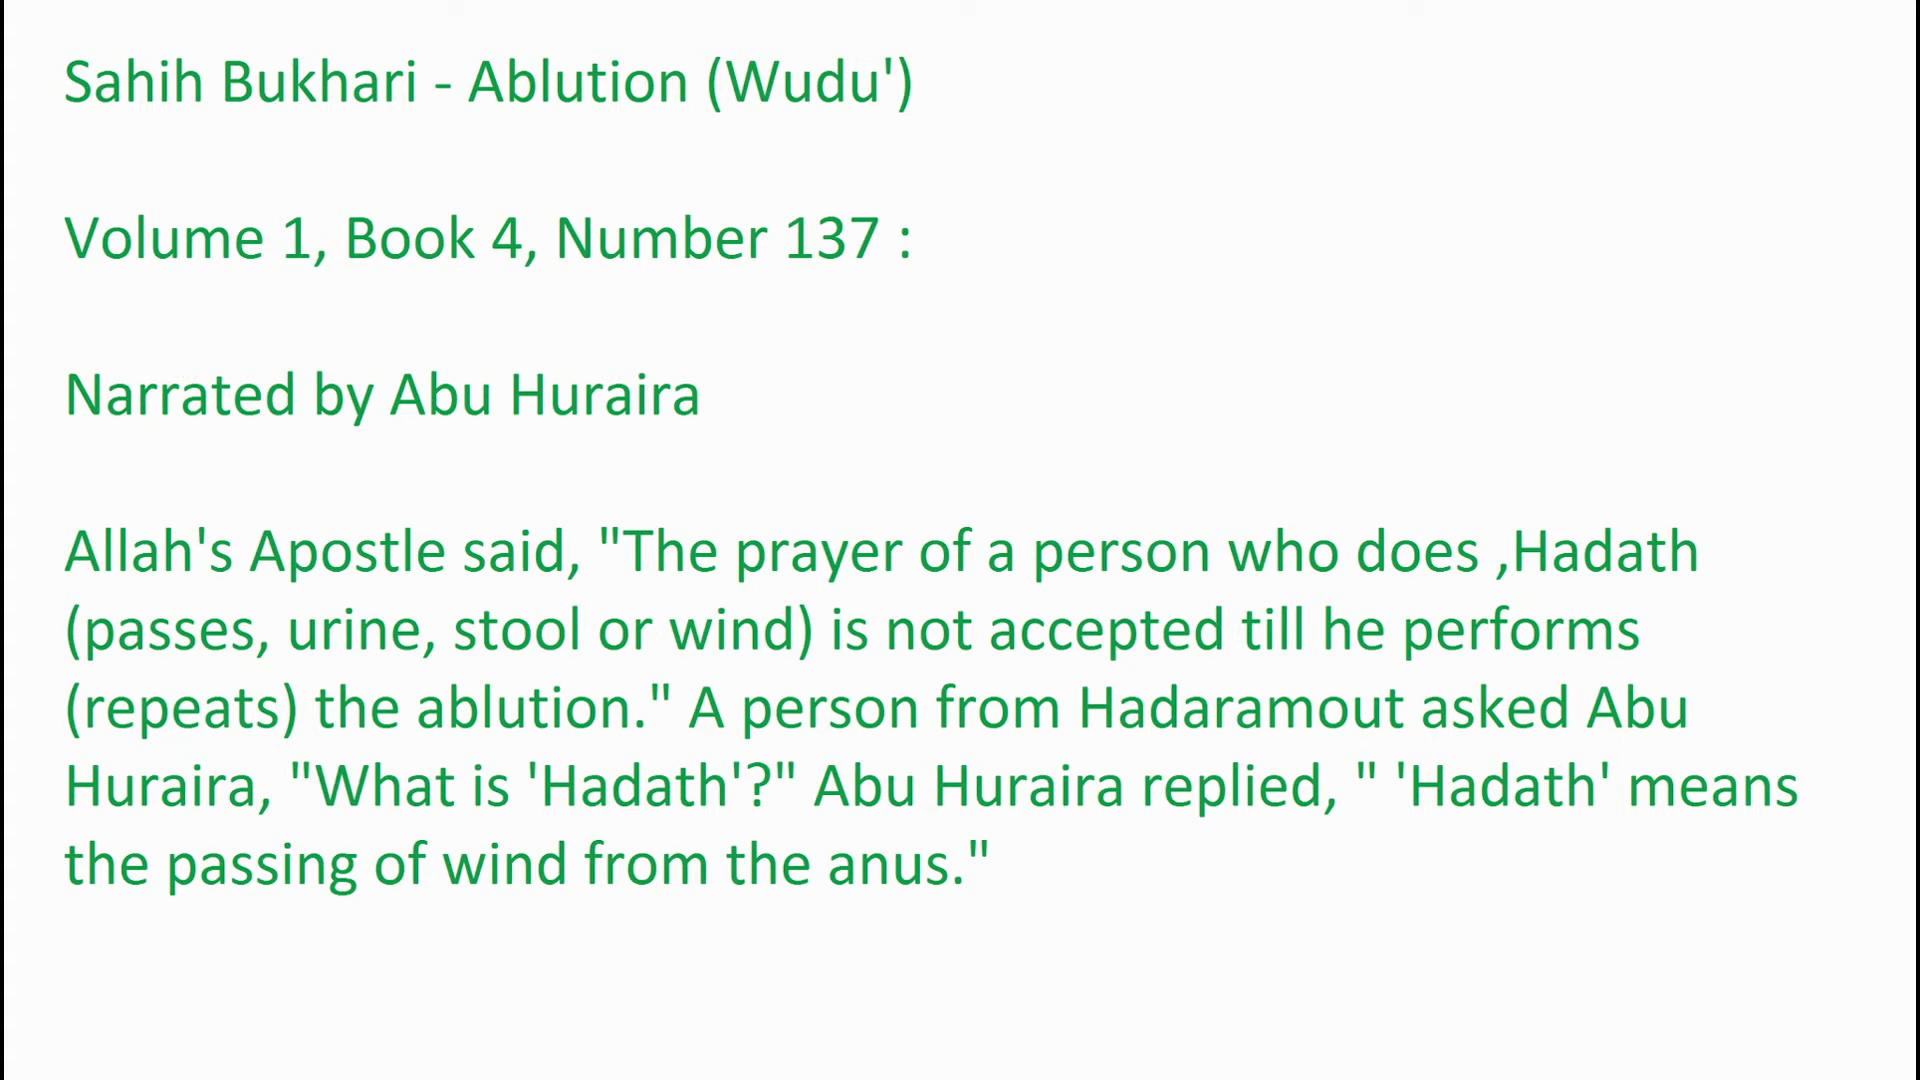 Sahih Bukhari - Ablution (Wudu')
Volume 1, Book 4, Number 137 :
Narrated by Abu Huraira
Allah's Apostle said, "The prayer of a person who does ,Hadath
(passes, urine, stool or wind) is not accepted till he performs
(repeats) the ablution." A person from Hadaramout asked Abu
Huraira, "What is 'Hadath'?" Abu Huraira replied, " 'Hadath' means
the passing of wind from the anus."